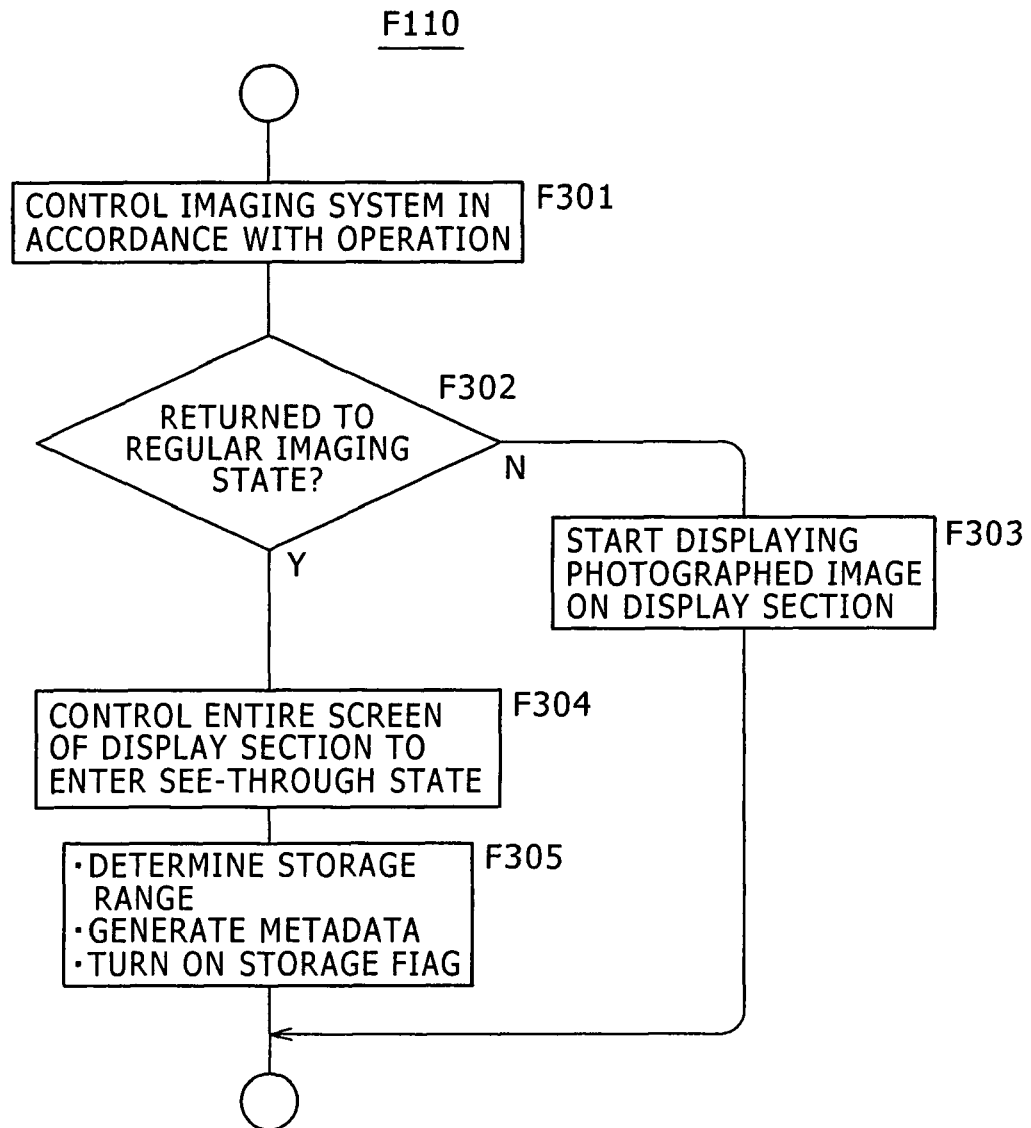 F110
CONTROL IMAGING SYSTEM IN
ACCORDANCE WITH OPERATION
F301
F302
RETURNED TO
REGULAR IMAGING
STATE?
N
Y
START DISPLAYING
PHOTOGRAPHED IMAGE
ON DISPLAY SECTION
F303
CONTROL ENTIRE SCREEN
OF DISPLAY SECTION TO
ENTER SEE-THROUGH STATE
F304
·DETERMINE STORAGE
RANGE
·GENERATE METADATA
·TURN ON STORAGE FIAG
F305